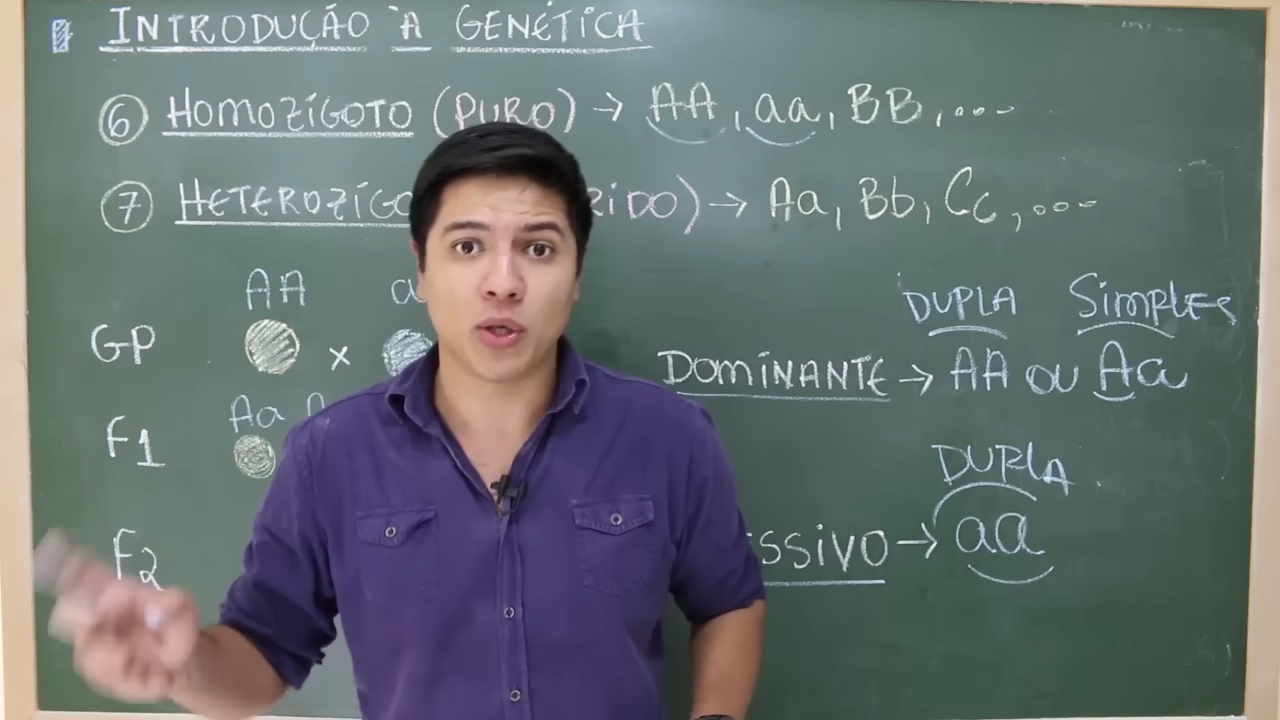 INTRODUÇÃO À GENÉTICA
6 HOMOZÍGOTO (PURO) → AA, aa, BB, ...
7 HETEROZÍGO RIDO) → Aa, Bb, Cc, ...
AA a
GP x
F1 Aa A
F2
DUPLA SIMPLES
DOMINANTE → AA OU Aa
DUPLA
SSIVO → aa